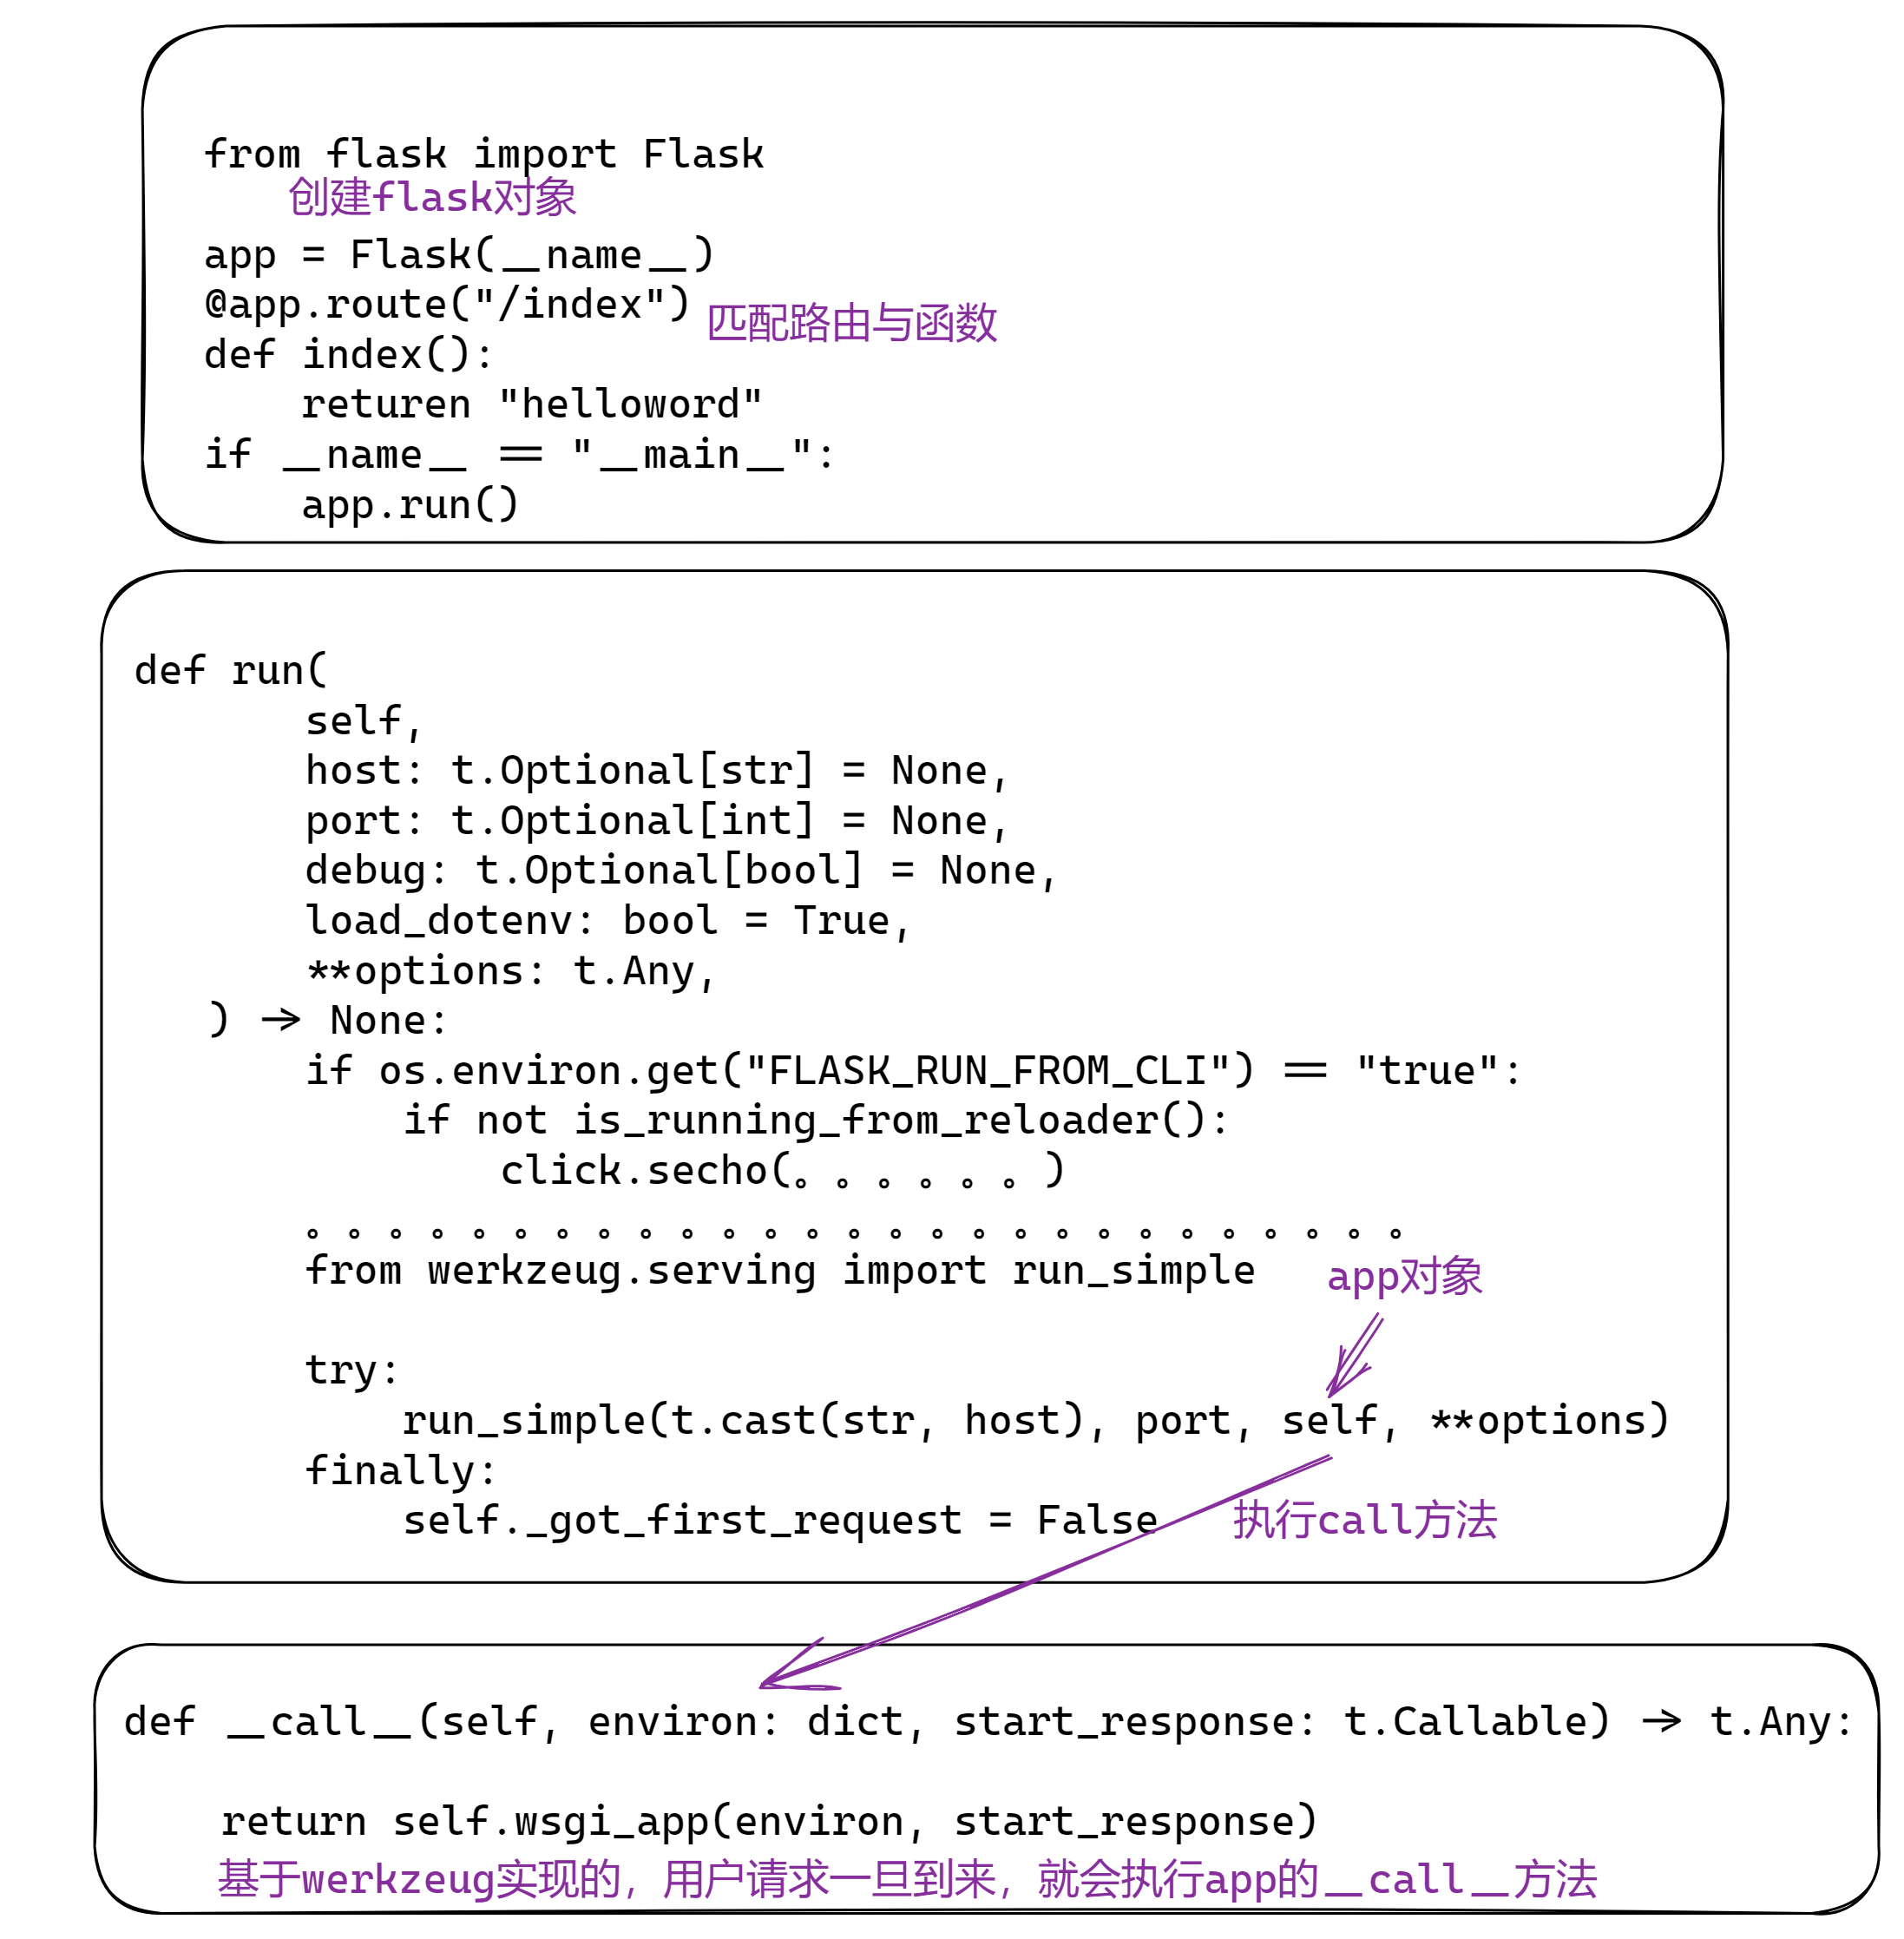 from flask import Flask
创建flask对象
app = Flask(__name__)
@app.route("/index")
匹配路由与函数
def index():
    returen "helloword"
if __name__ == "__main__":
    app.run()
def run(
        self,
        host: t.Optional[str] = None,
        port: t.Optional[int] = None,
        debug: t.Optional[bool] = None,
        load_dotenv: bool = True,
        **options: t.Any,
    ) -> None:
        if os.environ.get("FLASK_RUN_FROM_CLI") == "true":
            if not is_running_from_reloader():
                click.secho(。。。。。。)
        。。。。。。。。。。。。。。。。。。。。。。。。。。。
        from werkzeug.serving import run_simple
app对象
        try:
            run_simple(t.cast(str, host), port, self, **options)
        finally:
            self._got_first_request = False
执行call方法
def __call__(self, environ: dict, start_response: t.Callable) -> t.Any:
    return self.wsgi_app(environ, start_response)
基于werkzeug实现的，用户请求一旦到来，就会执行app的__call__方法